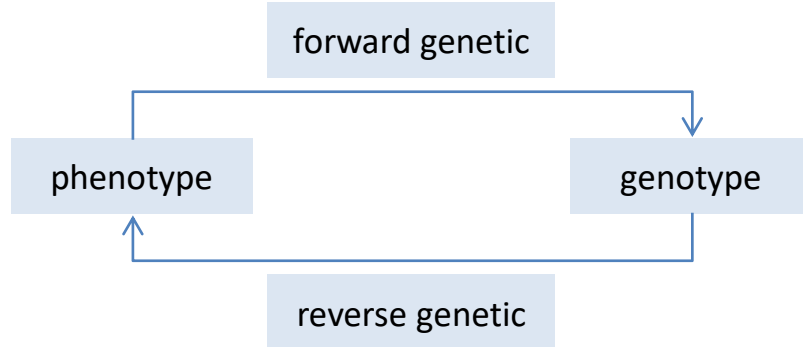 forward genetic
phenotype
genotype
reverse genetic